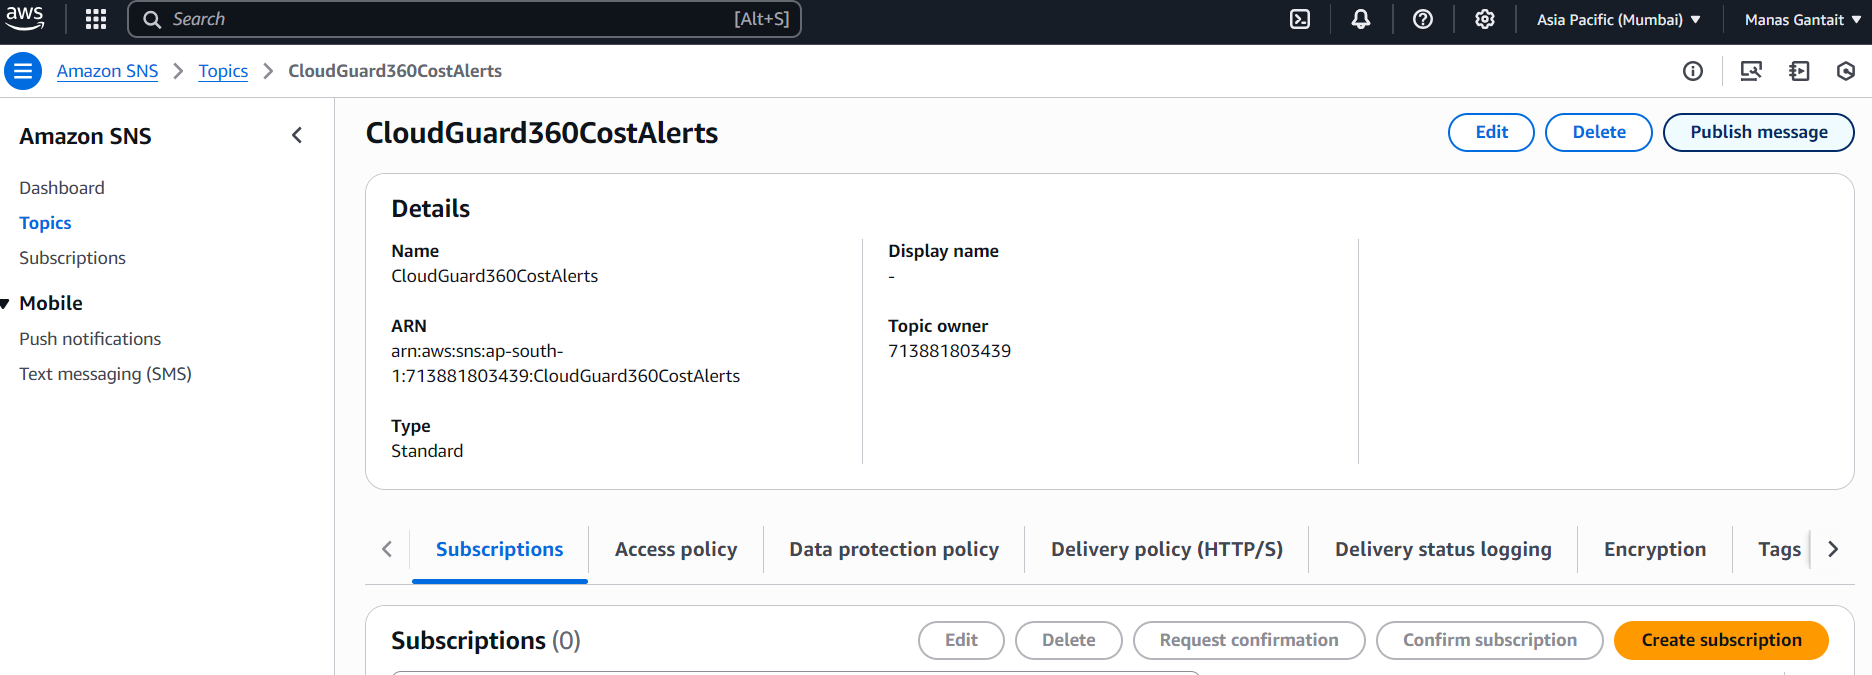 aws
Search [Alt+S]
Asia Pacific (Mumbai) ▼
Manas Gantait ▼
Amazon SNS > Topics > CloudGuard360CostAlerts
Amazon SNS
Dashboard
Topics
Subscriptions
Mobile
Push notifications
Text messaging (SMS)
CloudGuard360CostAlerts
Edit
Delete
Publish message
Details
Name
CloudGuard360CostAlerts
ARN
arn:aws:sns:ap-south-
1:713881803439:CloudGuard360CostAlerts
Type
Standard
Display name
-
Topic owner
713881803439
Subscriptions
Access policy
Data protection policy
Delivery policy (HTTP/S)
Delivery status logging
Encryption
Tags
Subscriptions (0)
Edit
Delete
Request confirmation
Confirm subscription
Create subscription